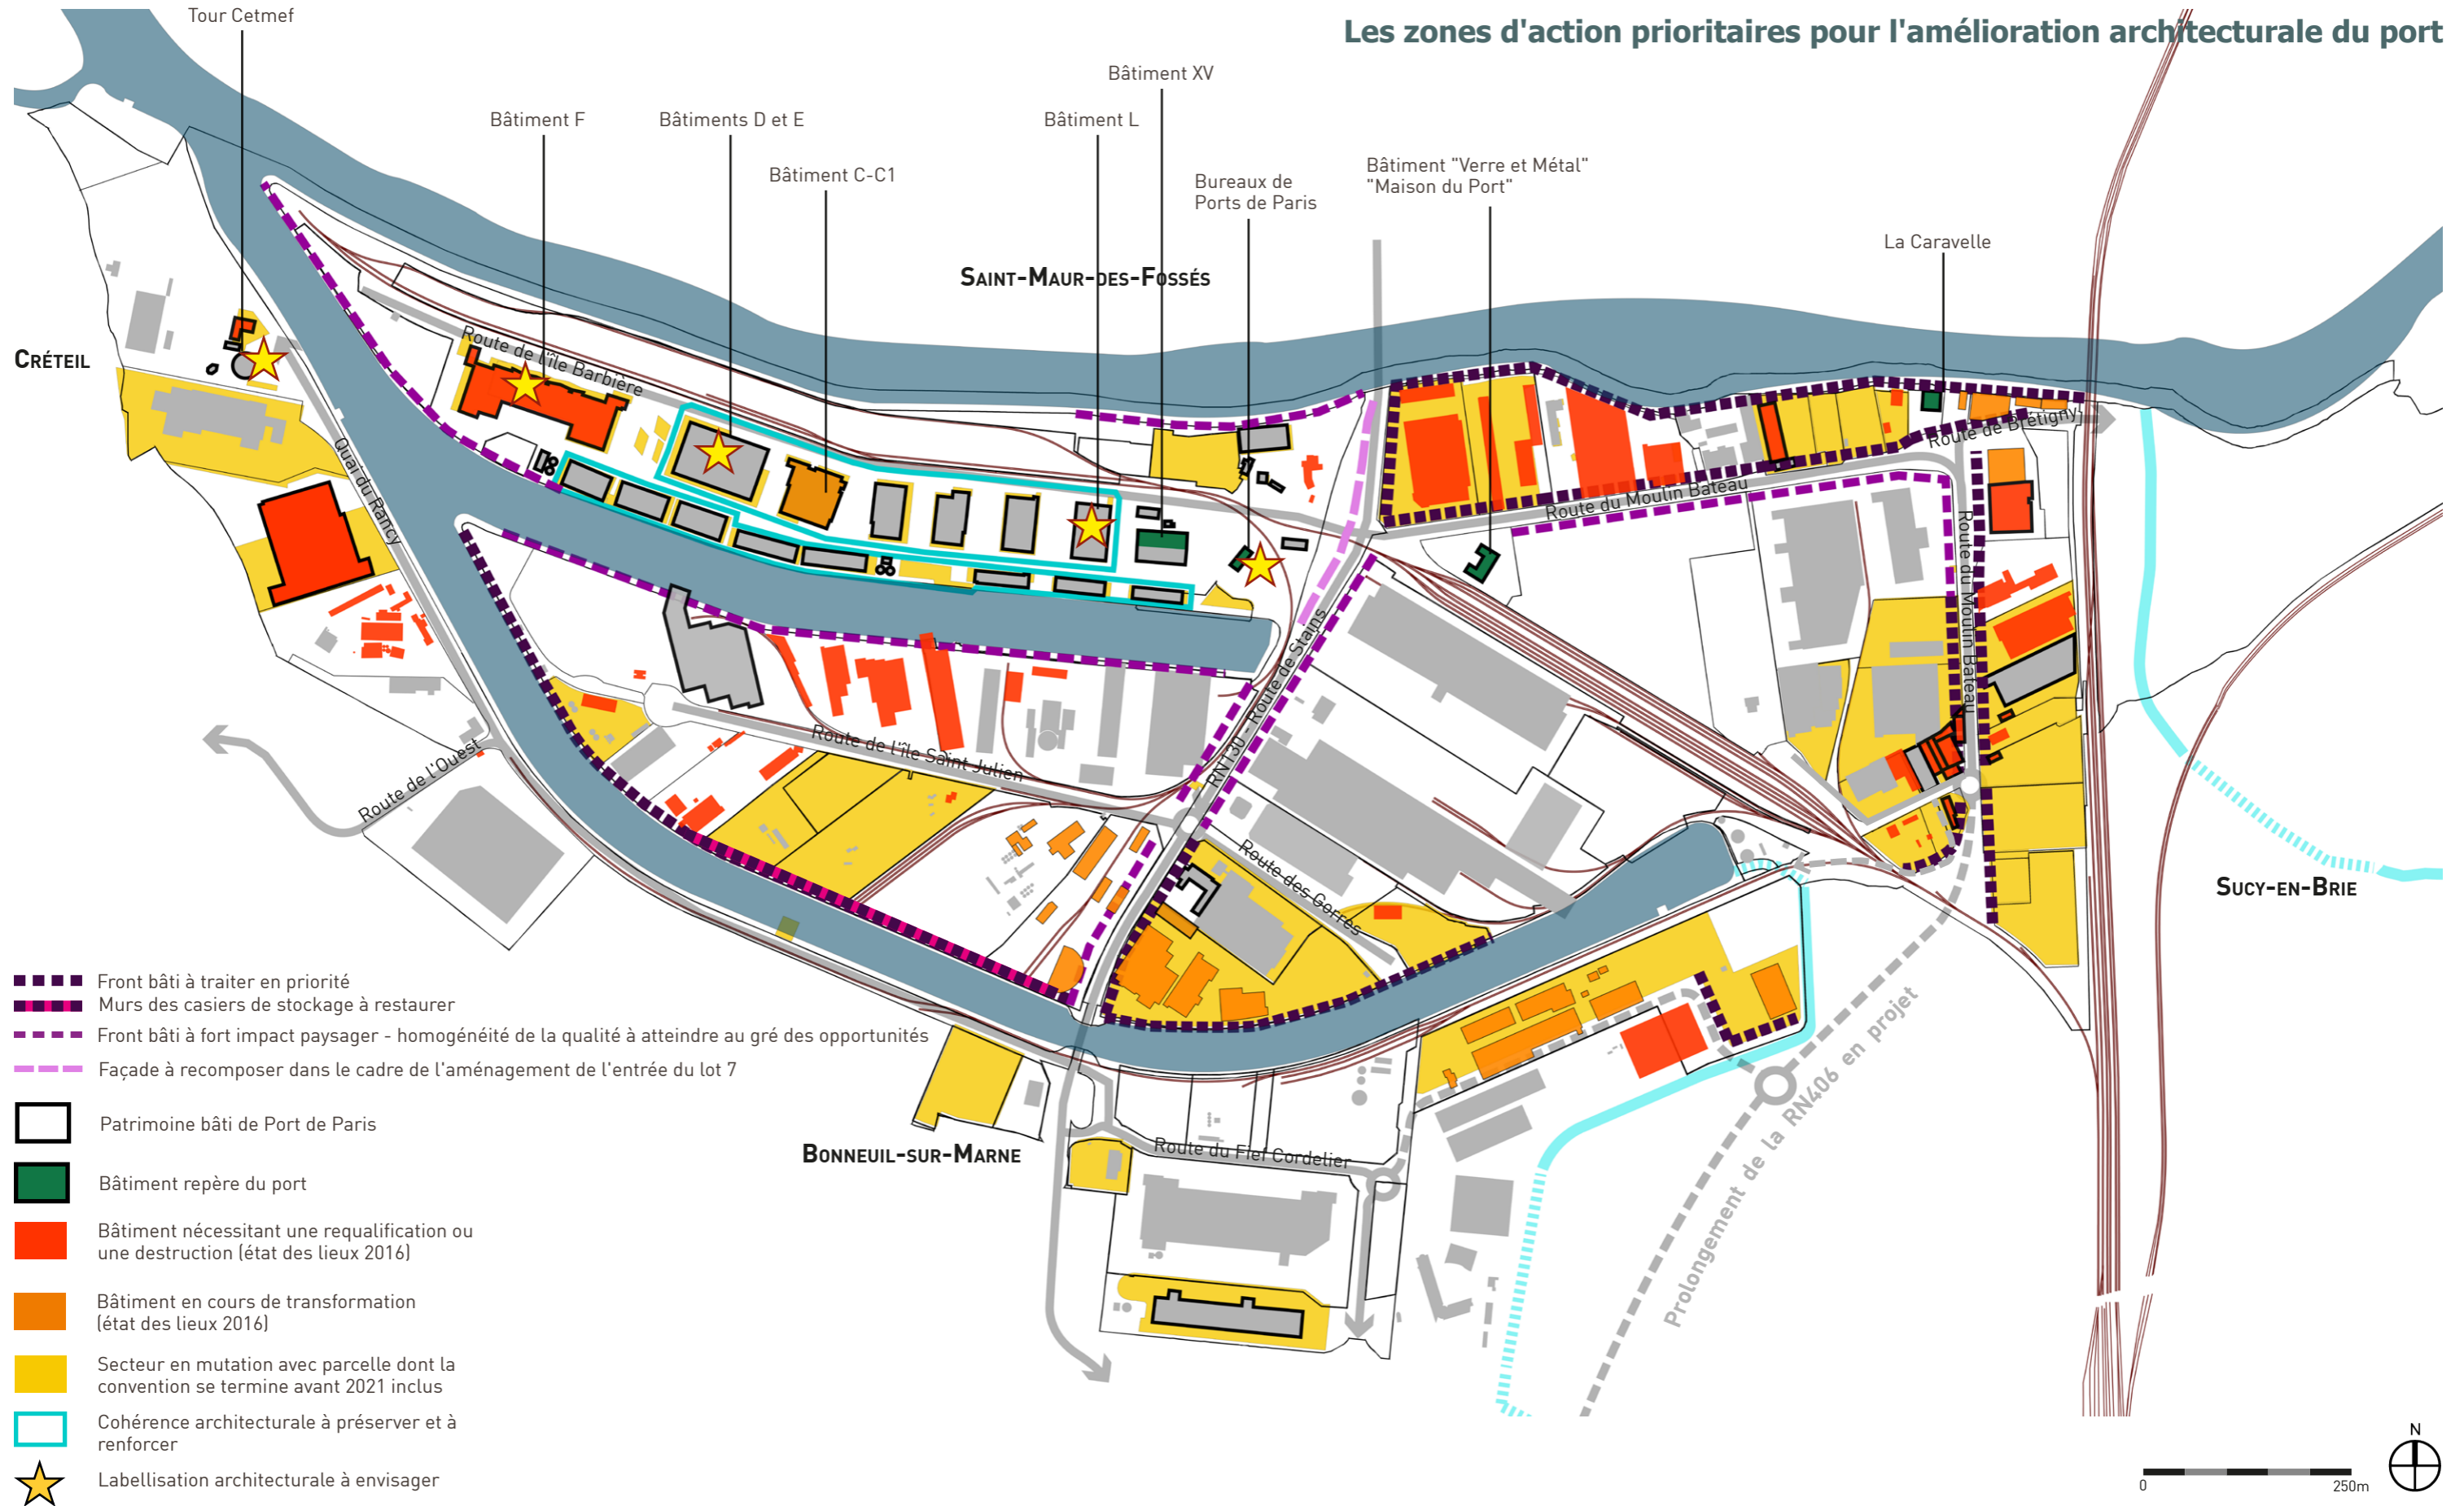 Tour Cetmef
Les zones d'action prioritaires pour l'amélioration architecturale du port
Bâtiment XV
Bâtiment F
Bâtiments D et E
Bâtiment L
Bâtiment C-C1
Bureaux de
Ports de Paris
Bâtiment "Verre et Métal"
"Maison du Port"
La Caravelle
SAINT-MAUR-DES-FOSSÉS
CRÉTEIL
Route de l'île Barbière
Quai du Rancy
Route de Brétigny
Route du Moulin Bateau
Route du Moulin Bateau
RN130 - Route de Stains
Route de l'île Saint Julien
Route de l'Ouest
Route des Gorres
SUCY-EN-BRIE
Prolongement de la RN406 en projet
BONNEUIL-SUR-MARNE
Route du Fief Cordelier
Front bâti à traiter en priorité
Murs des casiers de stockage à restaurer
Front bâti à fort impact paysager - homogénéité de la qualité à atteindre au gré des opportunités
Façade à recomposer dans le cadre de l'aménagement de l'entrée du lot 7
Patrimoine bâti de Port de Paris
Bâtiment repère du port
Bâtiment nécessitant une requalification ou
une destruction (état des lieux 2016)
Bâtiment en cours de transformation
(état des lieux 2016)
Secteur en mutation avec parcelle dont la
convention se termine avant 2021 inclus
Cohérence architecturale à préserver et à
renforcer
Labellisation architecturale à envisager
N
0 250m